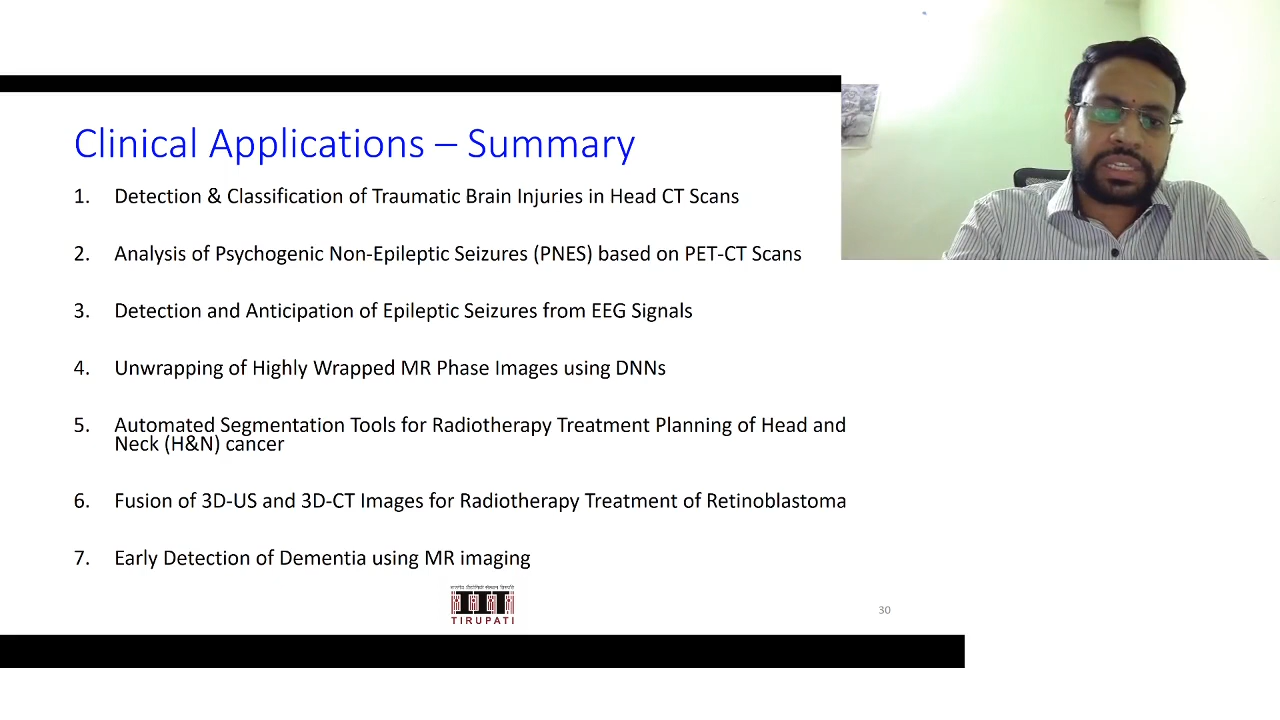 Clinical Applications – Summary
1. Detection & Classification of Traumatic Brain Injuries in Head CT Scans
2. Analysis of Psychogenic Non-Epileptic Seizures (PNES) based on PET-CT Scans
3. Detection and Anticipation of Epileptic Seizures from EEG Signals
4. Unwrapping of Highly Wrapped MR Phase Images using DNNs
5. Automated Segmentation Tools for Radiotherapy Treatment Planning of Head and
Neck (H&N) cancer
6. Fusion of 3D-US and 3D-CT Images for Radiotherapy Treatment of Retinoblastoma
7. Early Detection of Dementia using MR imaging
TIRUPATI
30